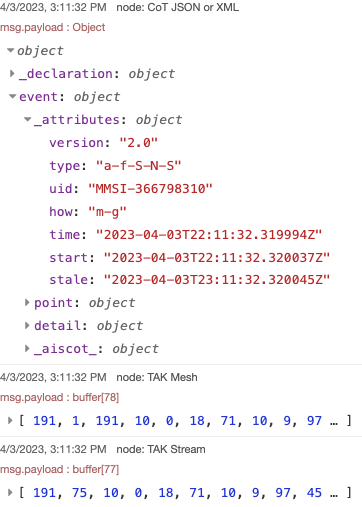 4/3/2023, 3:11:32 PM node: CoT JSON or XML
msg.payload : Object
object
_declaration: object
event: object
_attributes: object
version: "2.0"
type: "a-f-S-N-S"
uid: "MMSI-366798310"
how: "m-g"
time: "2023-04-03T22:11:32.319994Z"
start: "2023-04-03T22:11:32.320037Z"
stale: "2023-04-03T23:11:32.320045Z"
point: object
detail: object
_aiscot_: object
4/3/2023, 3:11:32 PM node: TAK Mesh
msg.payload : buffer[78]
[ 191, 1, 191, 10, 0, 18, 71, 10, 9, 97 … ]
4/3/2023, 3:11:32 PM node: TAK Stream
msg.payload : buffer[77]
[ 191, 75, 10, 0, 18, 71, 10, 9, 97, 45 … ]